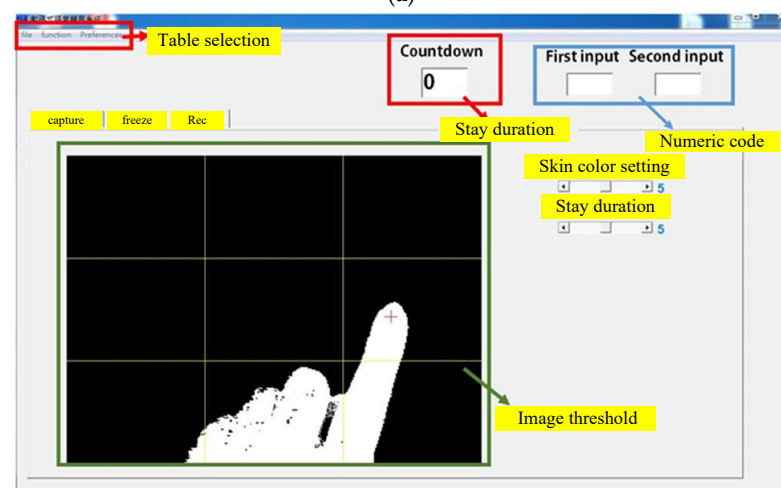 (a)
file function Preferences
Table selection
Countdown
0
Stay duration
First input Second input
Numeric code
capture freeze Rec
Skin color setting
5
Stay duration
5
Image threshold